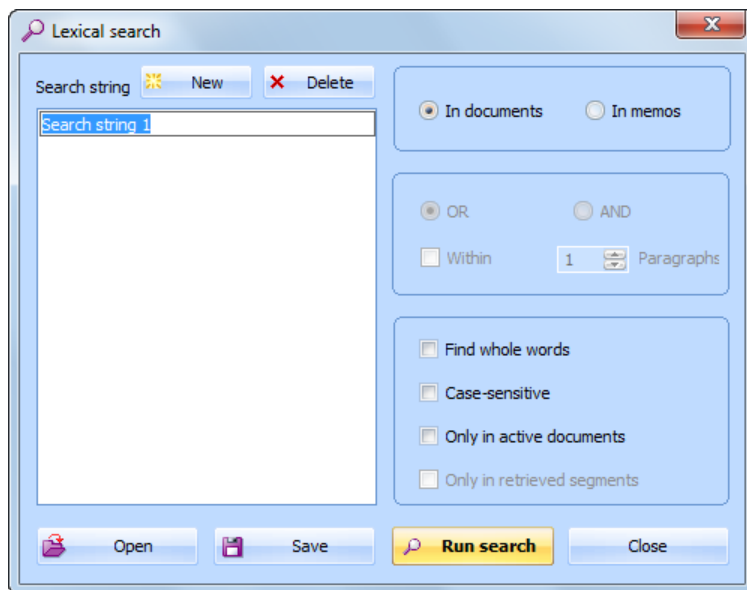 Lexical search
Search string New Delete
Search string 1
In documents In memos
OR AND
Within 1 Paragraphs
Find whole words
Case-sensitive
Only in active documents
Only in retrieved segments
Open Save Run search Close